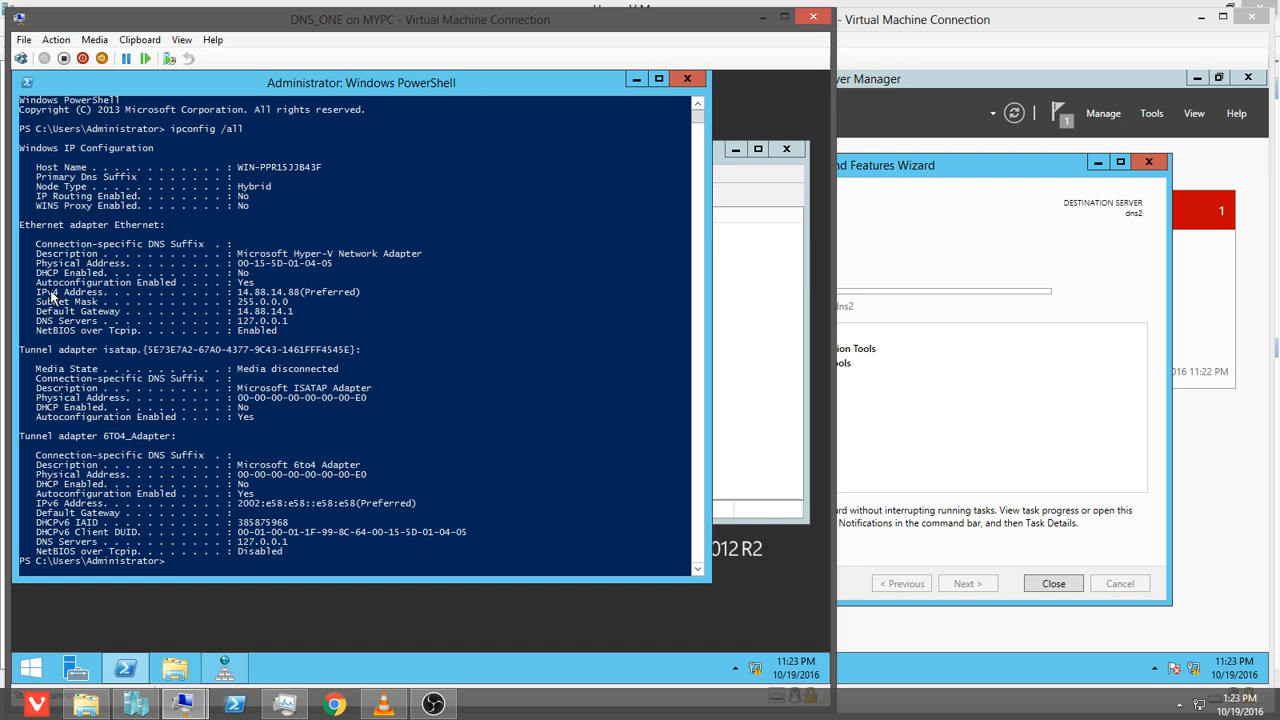 DNS_ONE on MYPC - Virtual Machine Connection
File Action Media Clipboard View Help
Administrator: Windows PowerShell
Windows PowerShell
Copyright (C) 2013 Microsoft Corporation. All rights reserved.
PS C:\Users\Administrator> ipconfig /all
Windows IP Configuration
Host Name . . . . . . . . . . . . : WIN-PPR15JJB43F
Primary Dns Suffix . . . . . . . :
Node Type . . . . . . . . . . . . : Hybrid
IP Routing Enabled. . . . . . . . : No
WINS Proxy Enabled. . . . . . . . : No
Ethernet adapter Ethernet:
Connection-specific DNS Suffix . :
Description . . . . . . . . . . . : Microsoft Hyper-V Network Adapter
Physical Address. . . . . . . . . : 00-15-5D-01-04-05
DHCP Enabled. . . . . . . . . . . : No
Autoconfiguration Enabled . . . . : Yes
IPv4 Address. . . . . . . . . . . : 14.88.14.88(Preferred)
Subnet Mask . . . . . . . . . . . : 255.0.0.0
Default Gateway . . . . . . . . . : 14.88.14.1
DNS Servers . . . . . . . . . . . : 127.0.0.1
NetBIOS over Tcpip. . . . . . . . : Enabled
Tunnel adapter isatap.{5E73E7A2-67A0-4377-9C43-1461FFF4545E}:
Media State . . . . . . . . . . . : Media disconnected
Connection-specific DNS Suffix . :
Description . . . . . . . . . . . : Microsoft ISATAP Adapter
Physical Address. . . . . . . . . : 00-00-00-00-00-00-00-E0
DHCP Enabled. . . . . . . . . . . : No
Autoconfiguration Enabled . . . . : Yes
Tunnel adapter 6TO4_Adapter:
Connection-specific DNS Suffix . :
Description . . . . . . . . . . . : Microsoft 6to4 Adapter
Physical Address. . . . . . . . . : 00-00-00-00-00-00-00-E0
DHCP Enabled. . . . . . . . . . . : No
Autoconfiguration Enabled . . . . : Yes
IPv6 Address. . . . . . . . . . . : 2002:e58:e58::e58:e58(Preferred)
Default Gateway . . . . . . . . . :
DHCPv6 IAID . . . . . . . . . . . : 385875968
DHCPv6 Client DUID. . . . . . . . : 00-01-00-01-1F-99-8C-64-00-15-5D-01-04-05
DNS Servers . . . . . . . . . . . : 127.0.0.1
NetBIOS over Tcpip. . . . . . . . : Disabled
PS C:\Users\Administrator>
012 R2
11:23 PM
10/19/2016
- Virtual Machine Connection
ver Manager
1
Manage Tools View Help
nd Features Wizard
DESTINATION SERVER
dns2
1
dns2
ion Tools
ols
016 11:22 PM
d without interrupting running tasks. View task progress or open this
Notifications in the command bar, and then Task Details.
< Previous Next > Close Cancel
11:23 PM
10/19/2016
1:23 PM
10/19/2016